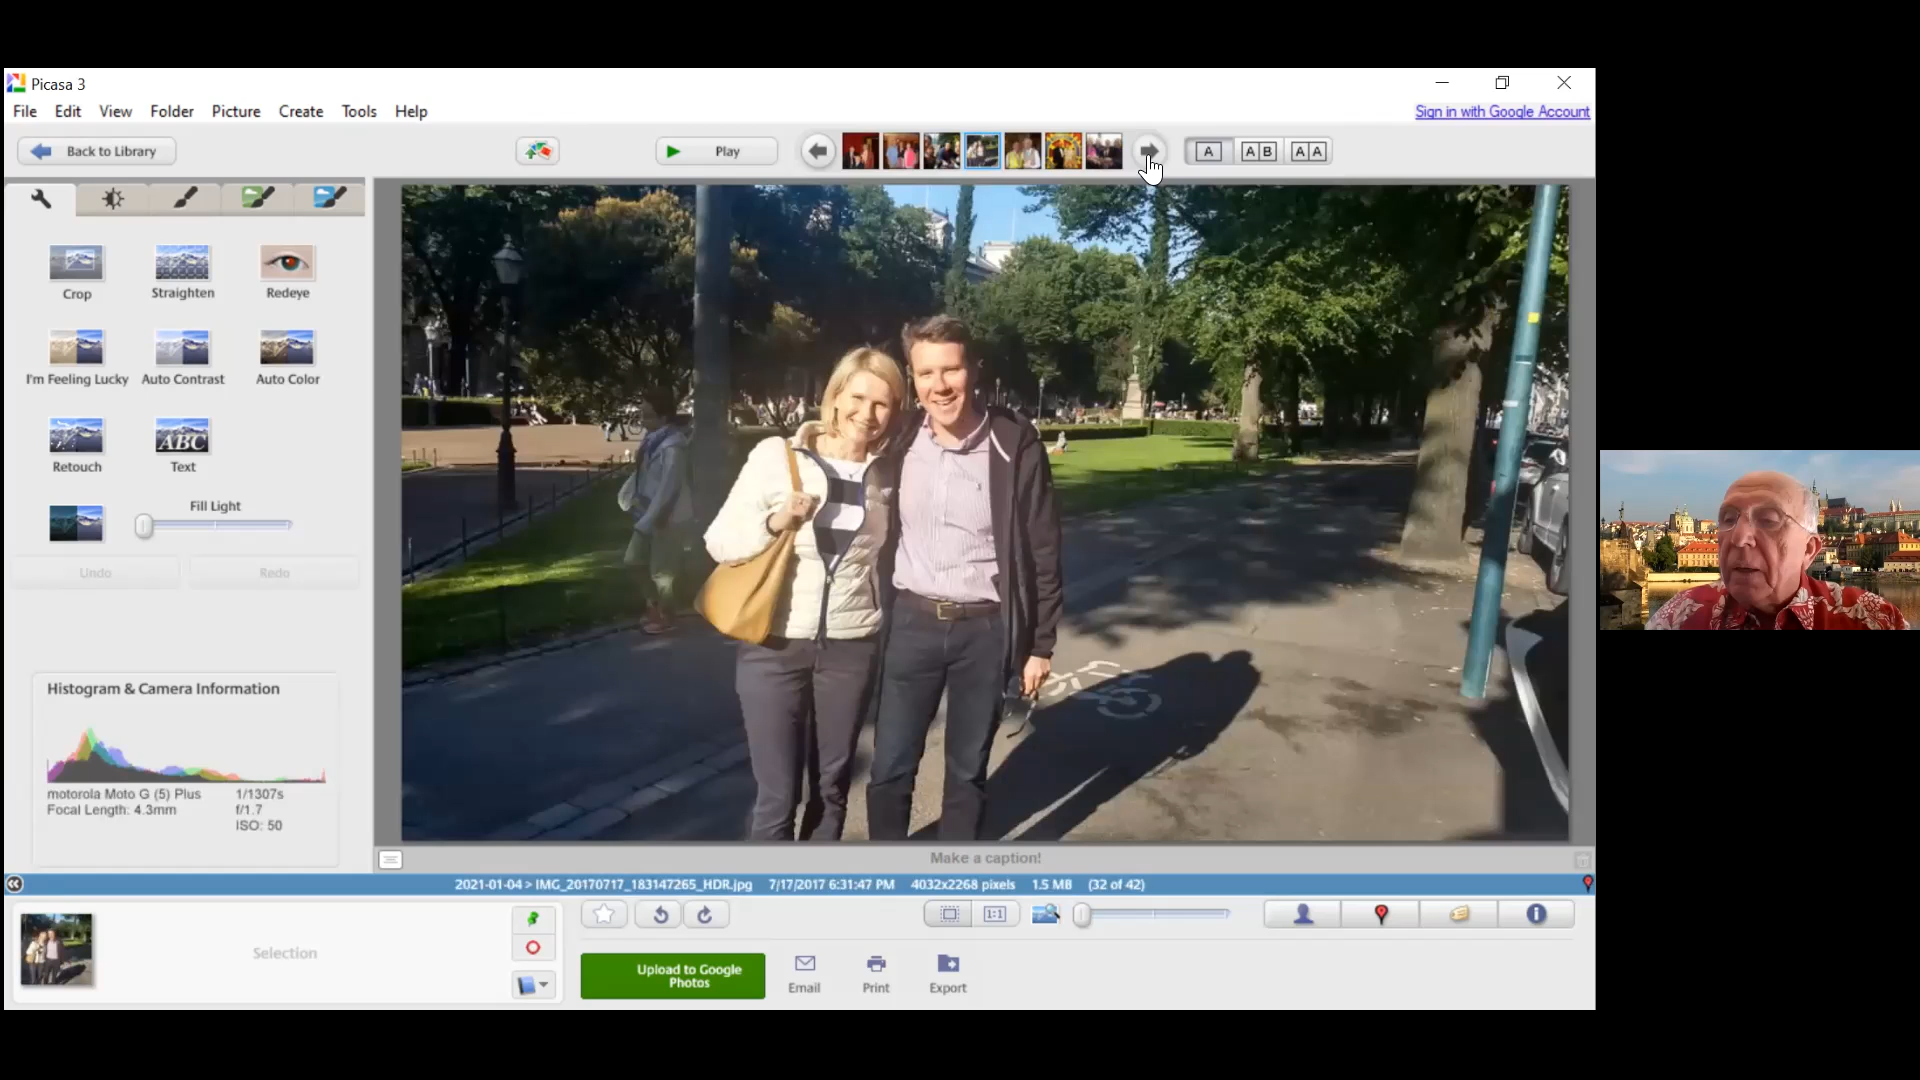 Picasa 3
File Edit View Folder Picture Create Tools Help
Sign in with Google Account
Back to Library
Play
A
A B
A A
Crop Straighten Redeye
I'm Feeling Lucky Auto Contrast Auto Color
Retouch Text
ABC
Fill Light
Undo Redo
Histogram & Camera Information
motorola Moto G (5) Plus 1/1307s
Focal Length: 4.3mm f/1.7
ISO: 50
Make a caption!
2021-01-04 > IMG_20170717_183147265_HDR.jpg 7/17/2017 6:31:47 PM 4032x2268 pixels 1.5 MB (32 of 42)
1:1
Selection
Upload to Google
Photos
Email Print Export